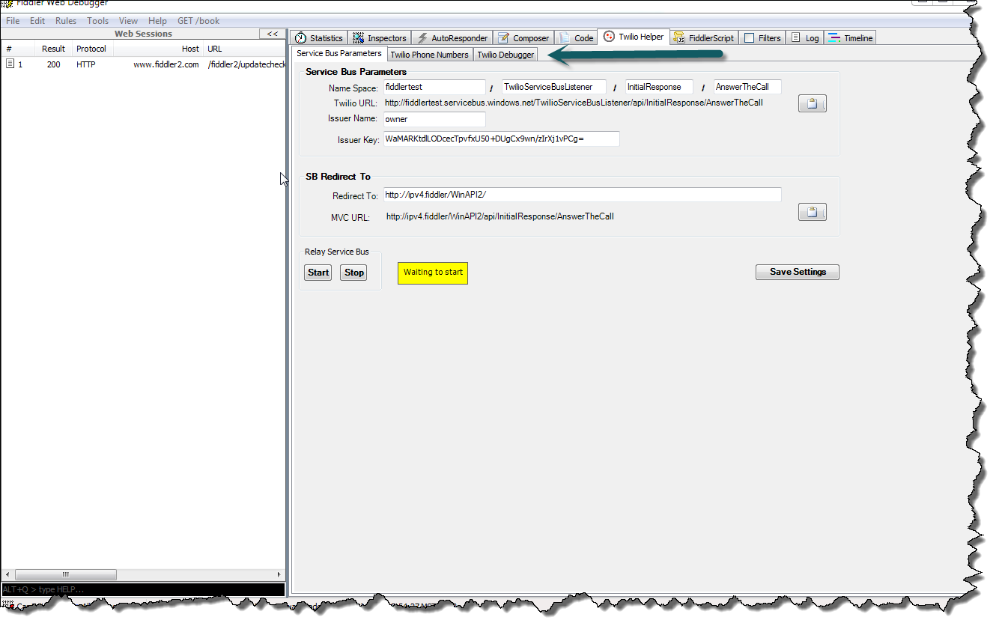 Fiddler Web Debugger
File Edit Rules Tools View Help GET /book
Web Sessions <<
# Result Protocol Host URL
1 200 HTTP www.fiddler2.com /fiddler2/updatecheck
ALT+Q > type HELP...
Statistics Inspectors AutoResponder Composer Code Twilio Helper FiddlerScript Filters Log Timeline
Service Bus Parameters Twilio Phone Numbers Twilio Debugger
Service Bus Parameters
Name Space: fiddlertest / TwilioServiceBusListener / InitialResponse / AnswerTheCall
Twilio URL: http://fiddlertest.servicebus.windows.net/TwilioServiceBusListener/api/InitialResponse/AnswerTheCall
Issuer Name: owner
Issuer Key: WaMARKtdlLODcecTpvfxU50+DUgCx9wn/zIrXj1vPCg=
SB Redirect To
Redirect To: http://ipv4.fiddler/WinAPI2/
MVC URL: http://ipv4.fiddler/WinAPI2/api/InitialResponse/AnswerTheCall
Relay Service Bus
Start Stop Waiting to start Save Settings